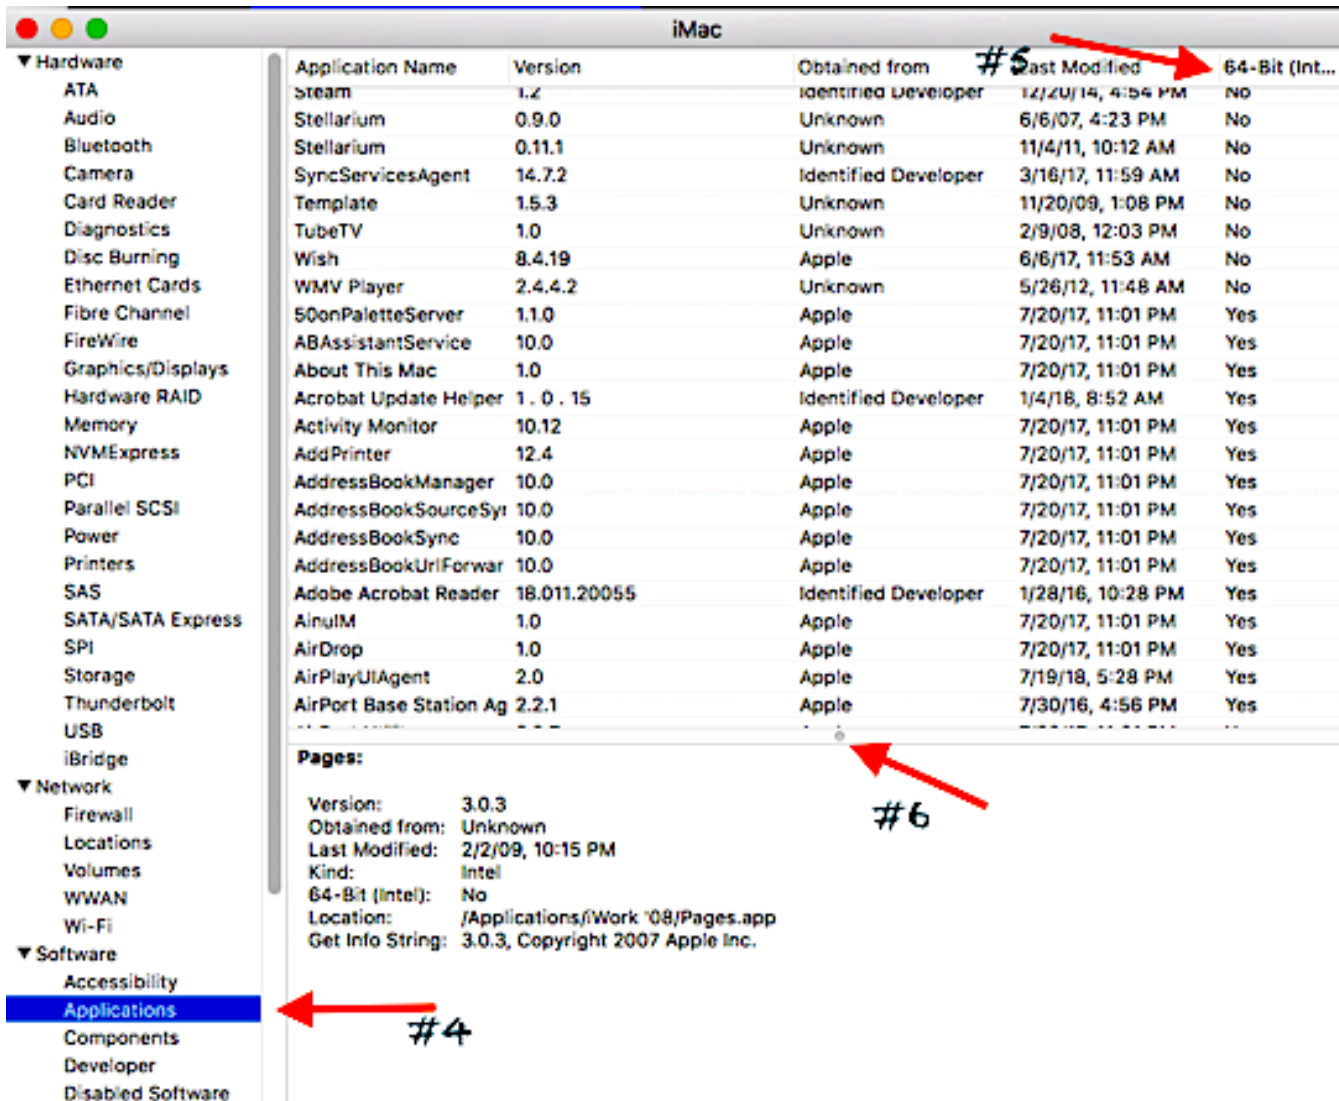 iMac
#5
Application Name Version Obtained from Last Modified 64-Bit (Int...
Steam 1.2 Identified Developer 12/20/14, 4:54 PM No
Stellarium 0.9.0 Unknown 6/6/07, 4:23 PM No
Stellarium 0.11.1 Unknown 11/4/11, 10:12 AM No
SyncServicesAgent 14.7.2 Identified Developer 3/16/17, 11:59 AM No
Template 1.5.3 Unknown 11/20/09, 1:08 PM No
TubeTV 1.0 Unknown 2/9/08, 12:03 PM No
Wish 8.4.19 Apple 6/6/17, 11:53 AM No
WMV Player 2.4.4.2 Unknown 5/26/12, 11:48 AM No
50onPaletteServer 1.1.0 Apple 7/20/17, 11:01 PM Yes
ABAssistantService 10.0 Apple 7/20/17, 11:01 PM Yes
About This Mac 1.0 Apple 7/20/17, 11:01 PM Yes
Acrobat Update Helper 1 . 0 . 15 Identified Developer 1/4/18, 8:52 AM Yes
Activity Monitor 10.12 Apple 7/20/17, 11:01 PM Yes
AddPrinter 12.4 Apple 7/20/17, 11:01 PM Yes
AddressBookManager 10.0 Apple 7/20/17, 11:01 PM Yes
AddressBookSourceSyn 10.0 Apple 7/20/17, 11:01 PM Yes
AddressBookSync 10.0 Apple 7/20/17, 11:01 PM Yes
AddressBookUrlForwar 10.0 Apple 7/20/17, 11:01 PM Yes
Adobe Acrobat Reader 18.011.20055 Identified Developer 1/28/16, 10:28 PM Yes
AinuIM 1.0 Apple 7/20/17, 11:01 PM Yes
AirDrop 1.0 Apple 7/20/17, 11:01 PM Yes
AirPlayUIAgent 2.0 Apple 7/19/18, 5:28 PM Yes
AirPort Base Station Ag 2.2.1 Apple 7/30/16, 4:56 PM Yes
Hardware
ATA
Audio
Bluetooth
Camera
Card Reader
Diagnostics
Disc Burning
Ethernet Cards
Fibre Channel
FireWire
Graphics/Displays
Hardware RAID
Memory
NVMExpress
PCI
Parallel SCSI
Power
Printers
SAS
SATA/SATA Express
SPI
Storage
Thunderbolt
USB
iBridge
Network
Firewall
Locations
Volumes
WWAN
Wi-Fi
Software
Accessibility
Applications
Components
Developer
Disabled Software
Pages:
Version: 3.0.3
Obtained from: Unknown
Last Modified: 2/2/09, 10:15 PM
Kind: Intel
64-Bit (Intel): No
Location: /Applications/iWork '08/Pages.app
Get Info String: 3.0.3, Copyright 2007 Apple Inc.
#6
#4